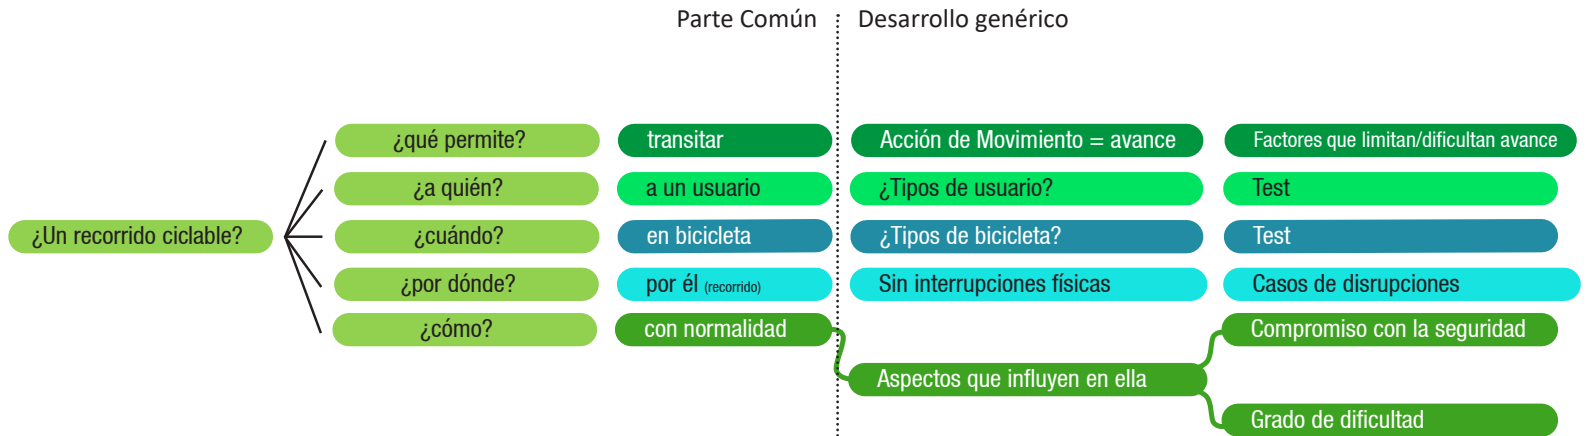 Parte Común
Desarrollo genérico
¿Un recorrido ciclable?
¿qué permite?
transitar
Acción de Movimiento = avance
Factores que limitan/dificultan avance
¿a quién?
a un usuario
¿Tipos de usuario?
Test
¿cuándo?
en bicicleta
¿Tipos de bicicleta?
Test
¿por dónde?
por él (recorrido)
Sin interrupciones físicas
Casos de disrupciones
¿cómo?
con normalidad
Aspectos que influyen en ella
Compromiso con la seguridad
Grado de dificultad